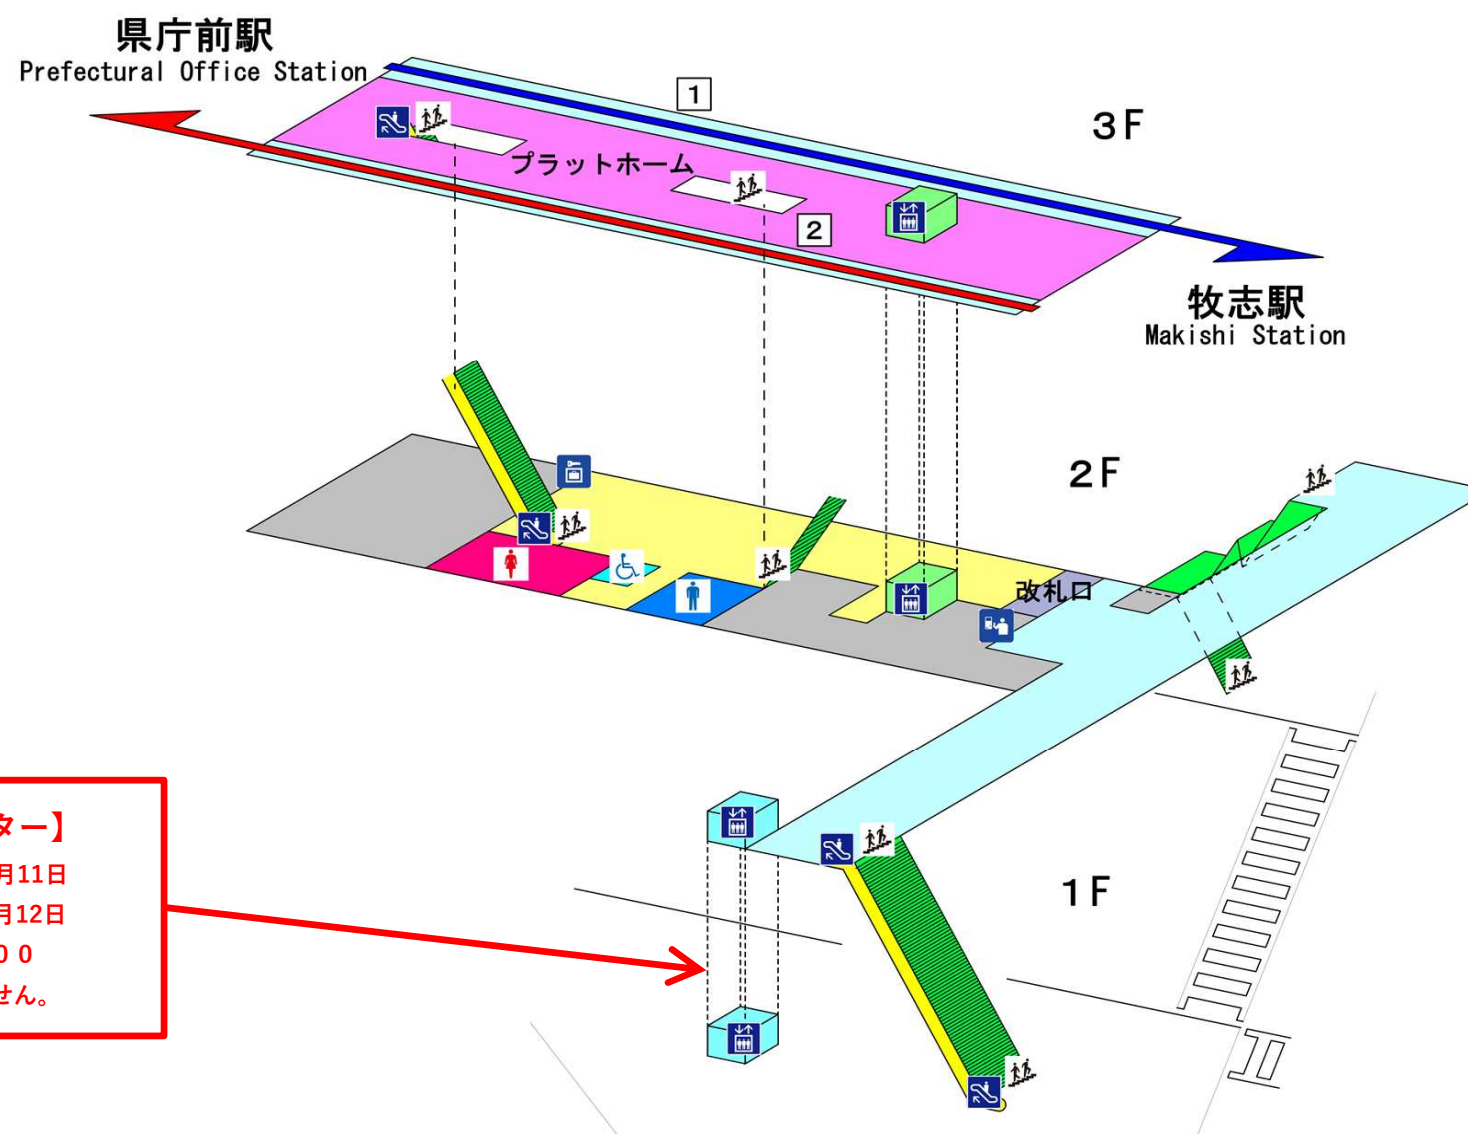 県庁前駅
Prefectural Office Station
1
3F
プラットホーム
2
牧志駅
Makishi Station
2F
改札口
ター】
月11日
月12日
００
せん。
1F